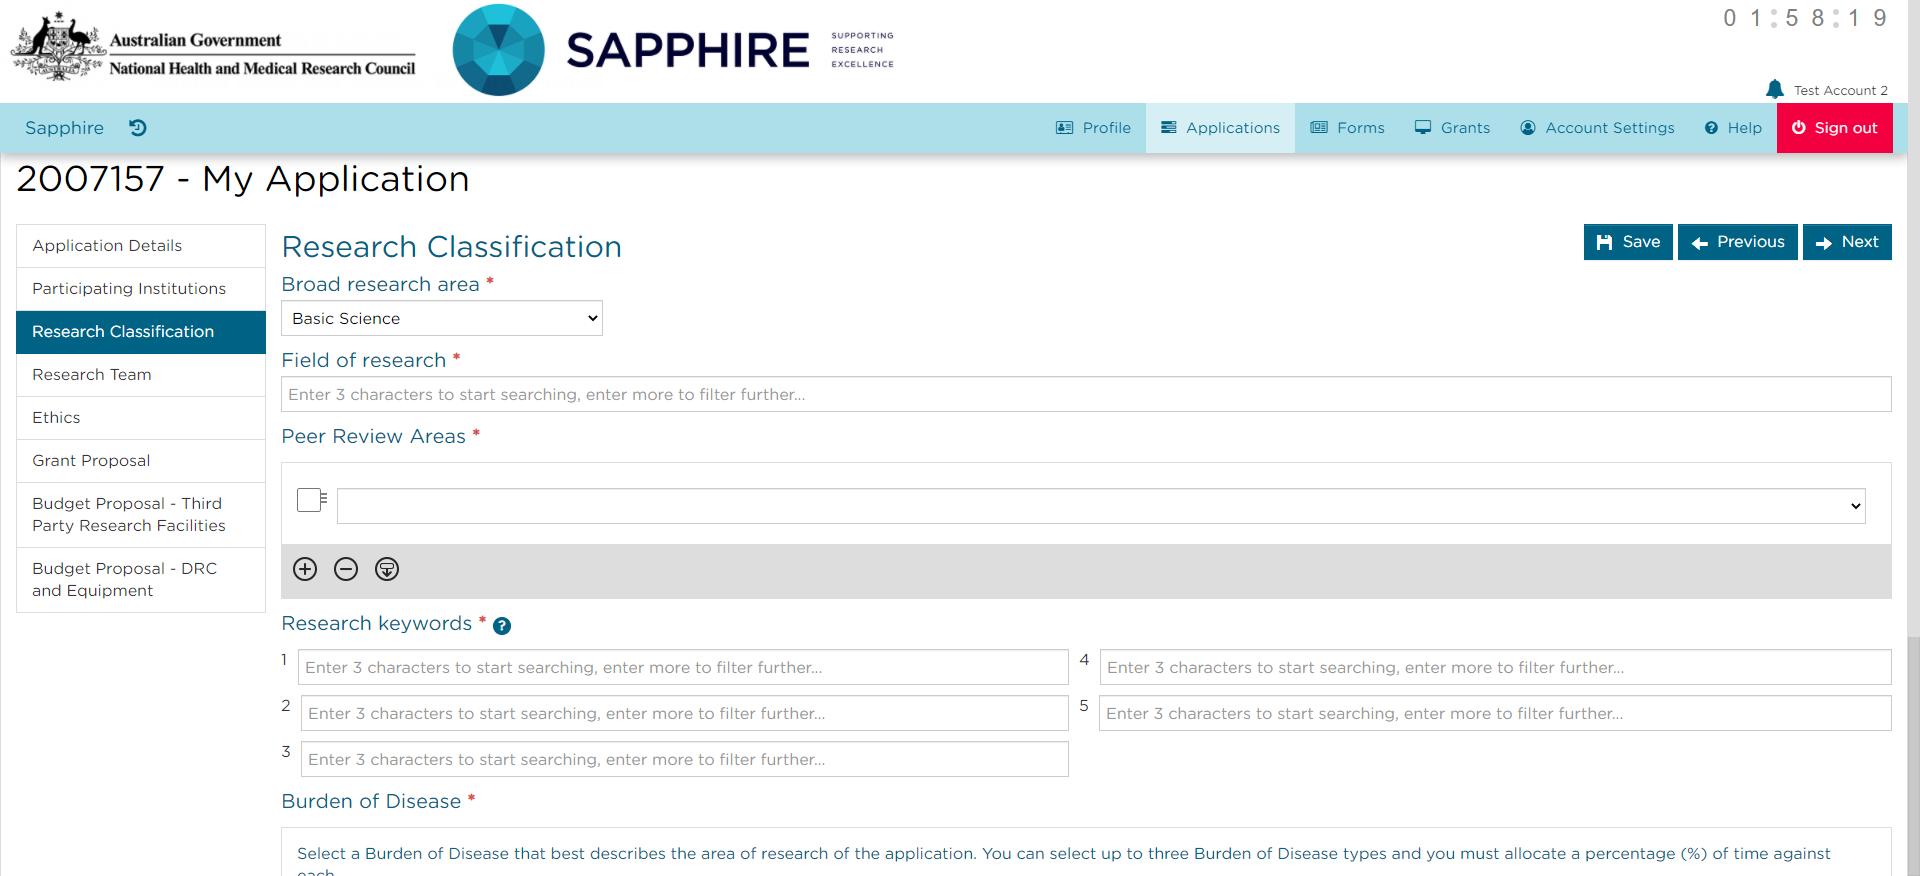 Australian Government
National Health and Medical Research Council
SAPPHIRE
SUPPORTING
RESEARCH
EXCELLENCE
01:58:19
Test Account 2
Sapphire
Profile
Applications
Forms
Grants
Account Settings
Help
Sign out
2007157 - My Application
Application Details
Participating Institutions
Research Classification
Research Team
Ethics
Grant Proposal
Budget Proposal - Third
Party Research Facilities
Budget Proposal - DRC
and Equipment
Research Classification
Save
Previous
Next
Broad research area *
Basic Science
Field of research *
Enter 3 characters to start searching, enter more to filter further...
Peer Review Areas *
Research keywords * ?
1 Enter 3 characters to start searching, enter more to filter further...
2 Enter 3 characters to start searching, enter more to filter further...
3 Enter 3 characters to start searching, enter more to filter further...
4 Enter 3 characters to start searching, enter more to filter further...
5 Enter 3 characters to start searching, enter more to filter further...
Burden of Disease *
Select a Burden of Disease that best describes the area of research of the application. You can select up to three Burden of Disease types and you must allocate a percentage (%) of time against
each